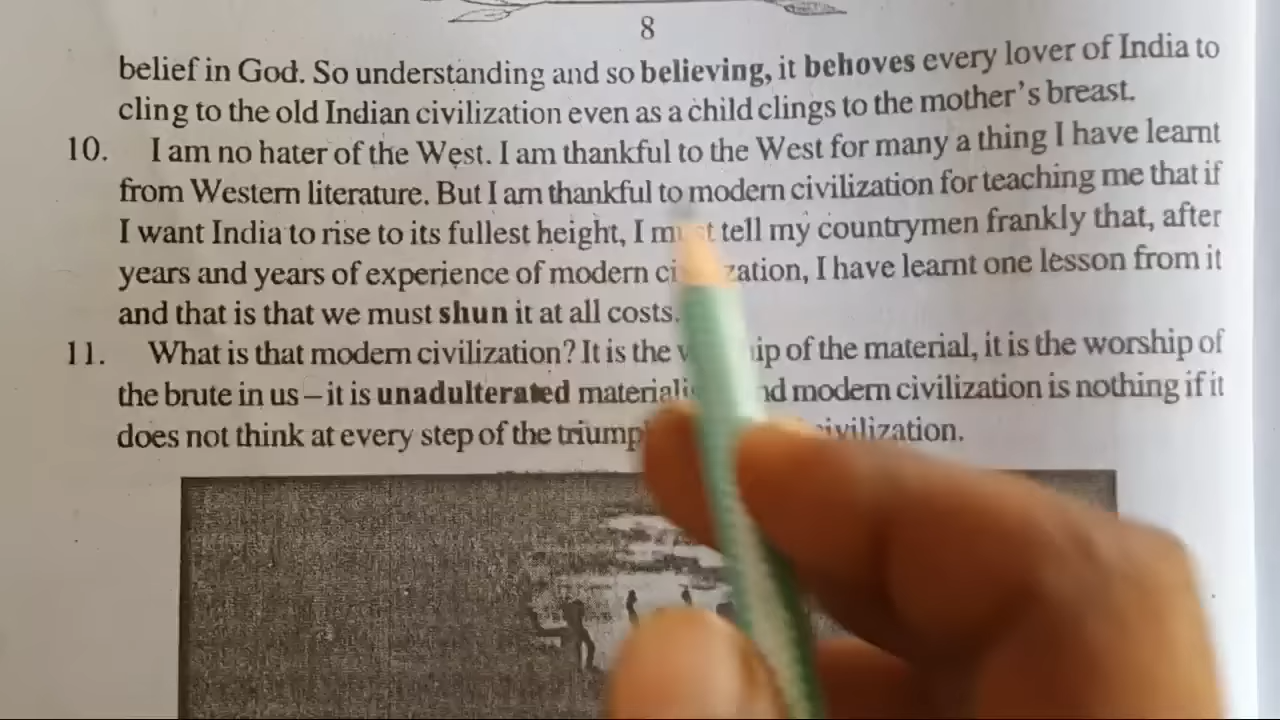 8
belief in God. So understanding and so believing, it behoves every lover of India to
cling to the old Indian civilization even as a child clings to the mother's breast.
10. I am no hater of the West. I am thankful to the West for many a thing I have learnt
from Western literature. But I am thankful to modern civilization for teaching me that if
I want India to rise to its fullest height, I must tell my countrymen frankly that, after
years and years of experience of modern civilization, I have learnt one lesson from it
and that is that we must shun it at all costs.
11. What is that modern civilization? It is the worship of the material, it is the worship of
the brute in us – it is unadulterated materialism and modern civilization is nothing if it
does not think at every step of the civilization.